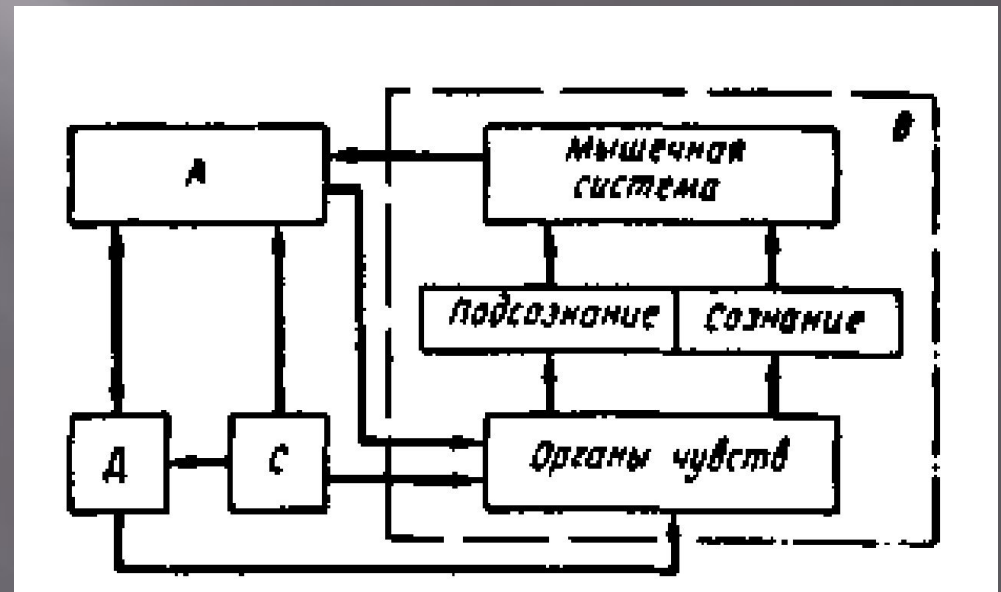 В
А
Мышечная
система
Подсознание
Сознание
Д
С
Органы чувств